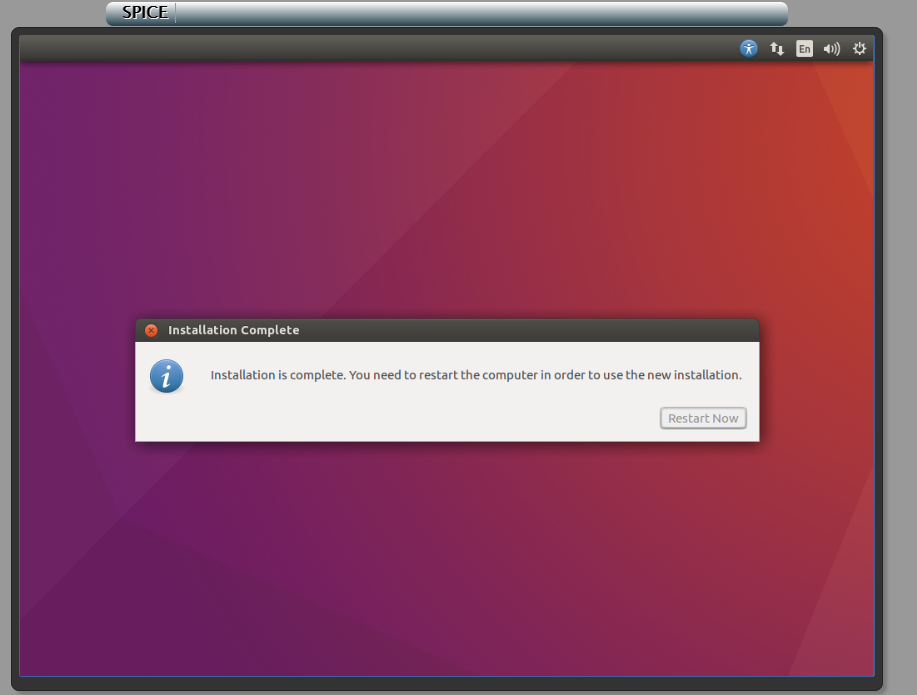 SPICE
En
Installation Complete
Installation is complete. You need to restart the computer in order to use the new installation.
Restart Now